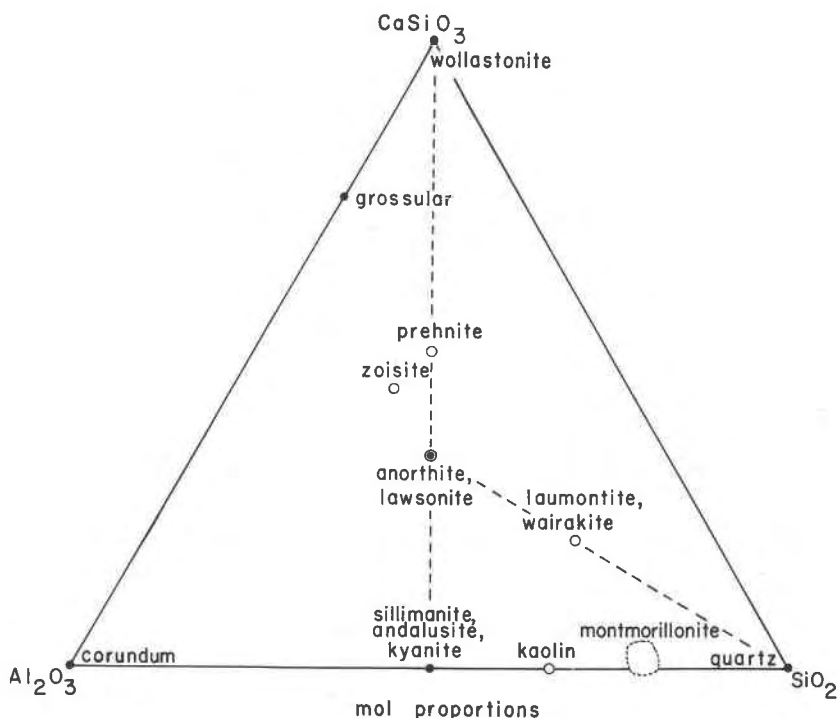 CaSiO₃
wollastonite
grossular
prehnite
zoisite
anorthite,
lawsonite
laumontite,
wairakite
sillimanite,
andalusite,
kyanite
kaolin
montmorillonite
corundum
quartz
Al₂O₃
SiO₂
mol proportions